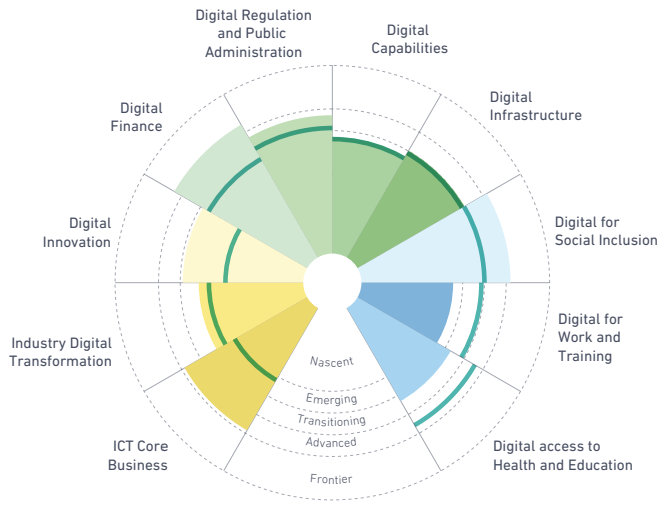 Digital Regulation
and Public
Administration
Digital
Capabilities
Digital
Infrastructure
Digital for
Social Inclusion
Digital for
Work and
Training
Digital access to
Health and Education
ICT Core
Business
Industry Digital
Transformation
Digital
Innovation
Digital
Finance
Nascent
Emerging
Transitioning
Advanced
Frontier